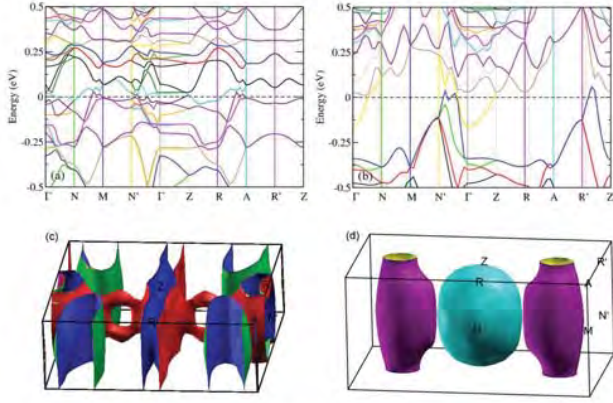 0.5 0.5
0.25 0.25
0 0
-0.25 -0.25
-0.5 -0.5
Energy (eV) Energy (eV)
(a) (b)
Γ N M N' Γ Z R A R' Z Γ N M N' Γ Z R A R' Z
(c) (d)
Z Z R'
R A
N'
M